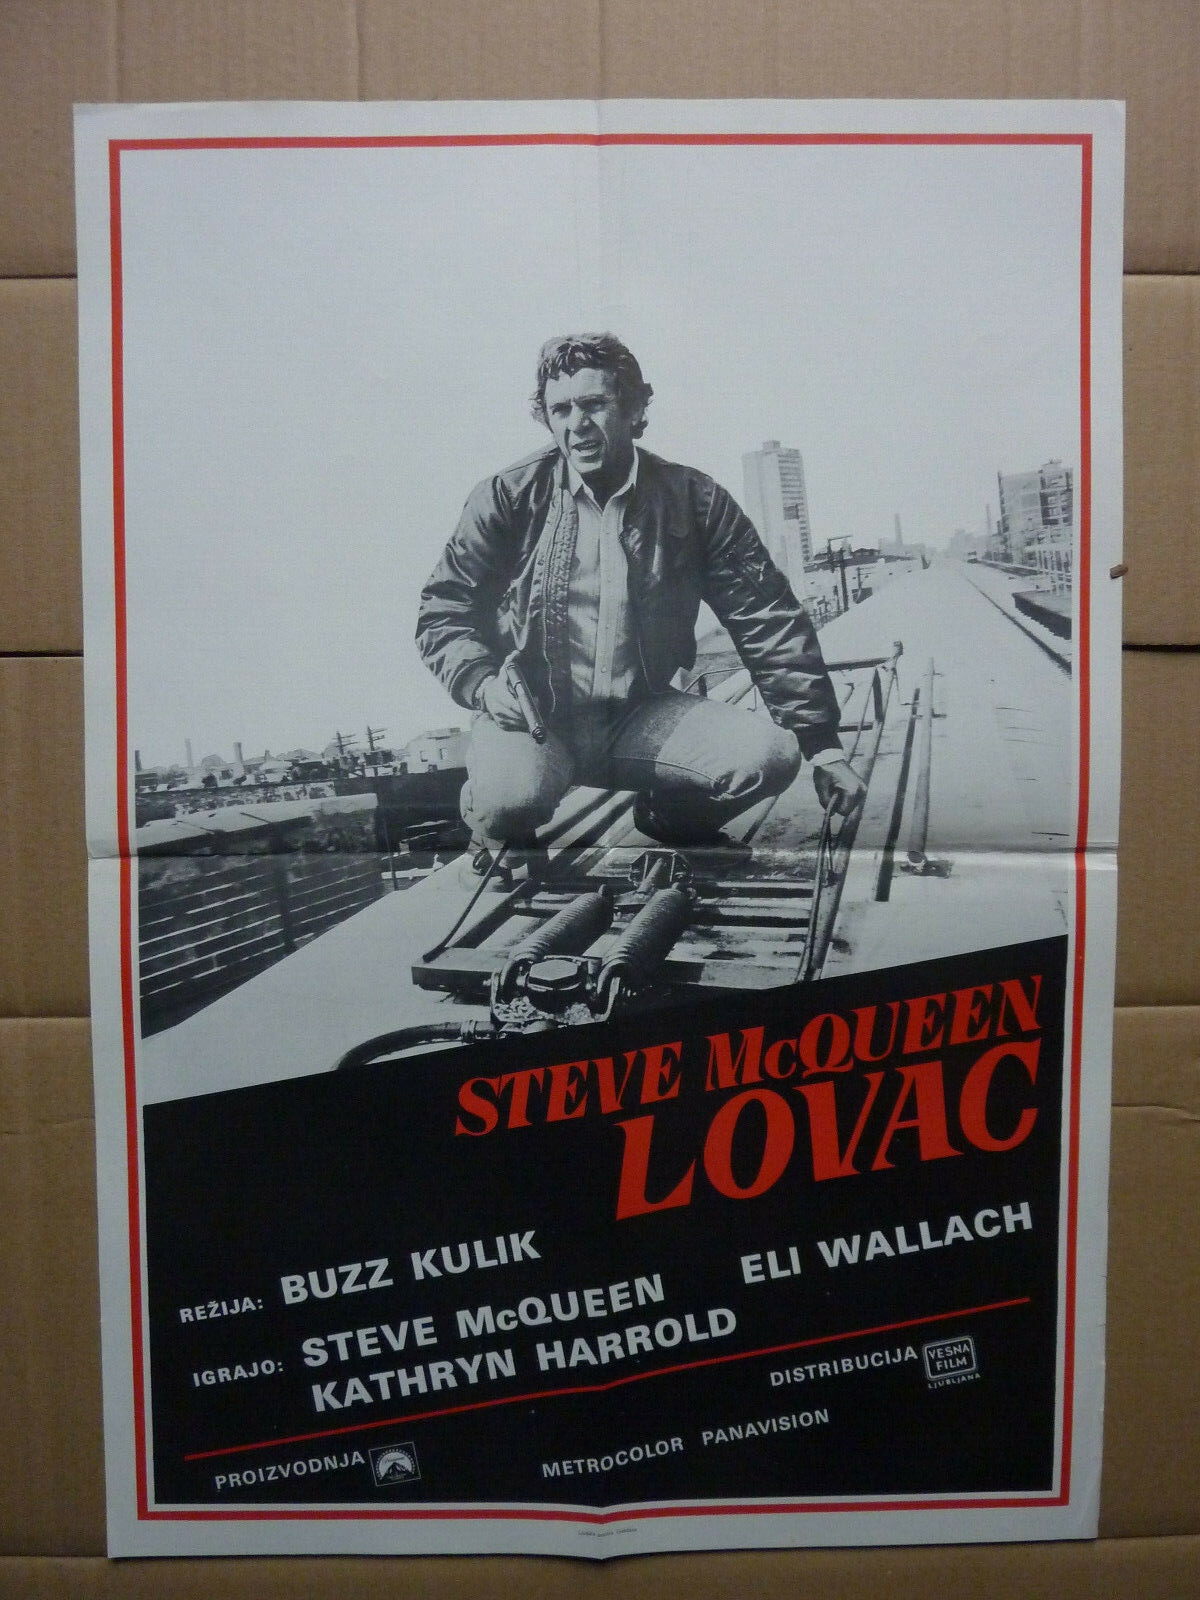 STEVE McQUEEN
LOVAC
REŽIJA: BUZZ KULIK
IGRAJO: STEVE McQUEEN ELI WALLACH
KATHRYN HARROLD
DISTRIBUCIJA VESNA FILM LJUBLJANA
PROIZVODNJA
METROCOLOR PANAVISION